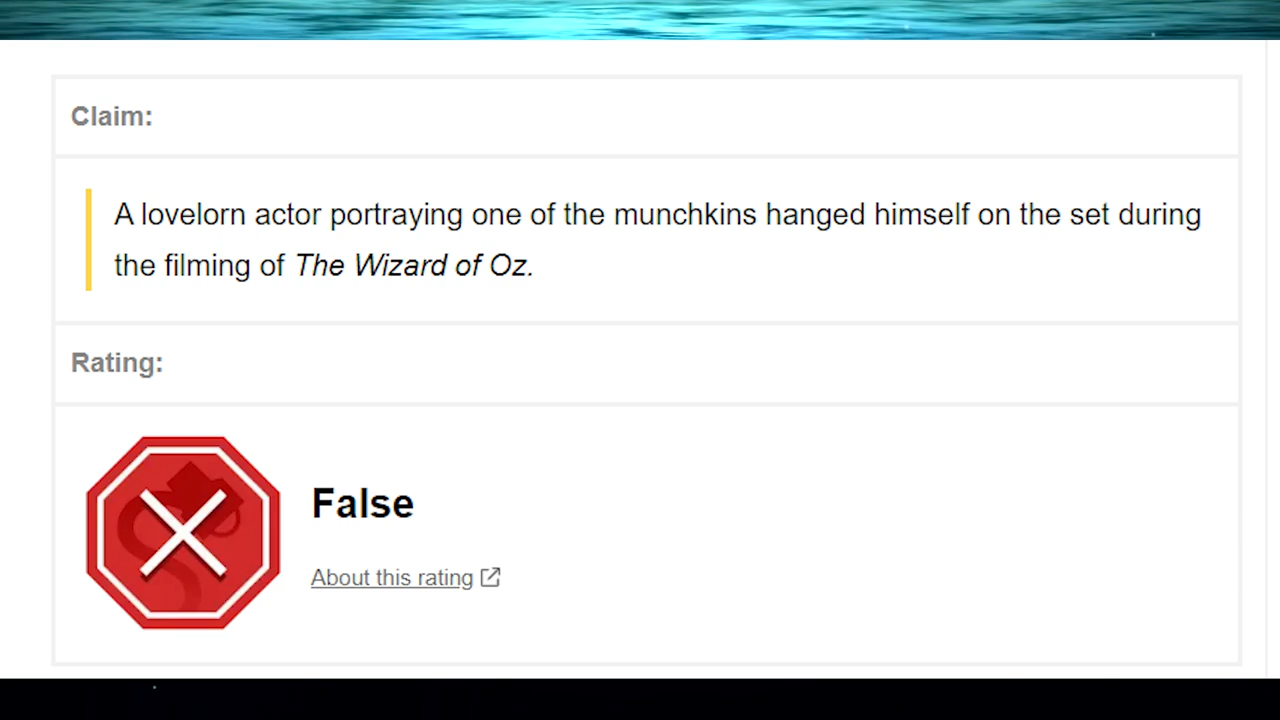 Claim:
A lovelorn actor portraying one of the munchkins hanged himself on the set during
the filming of The Wizard of Oz.
Rating:
False
About this rating